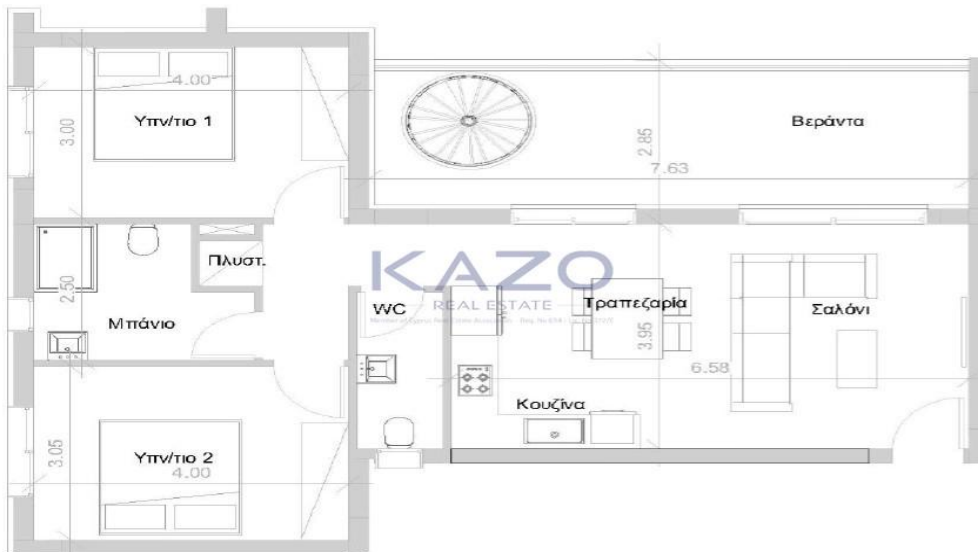 4.00
Υπν/τιο 1
3.00
Βεράντα
2.85
7.63
Πλυστ.
KAZO
REAL ESTATE
2.50
Μπάνιο
WC
Τραπεζαρία
Σαλόνι
3.95
6.58
Κουζίνα
3.05
Υπν/τιο 2
4.00